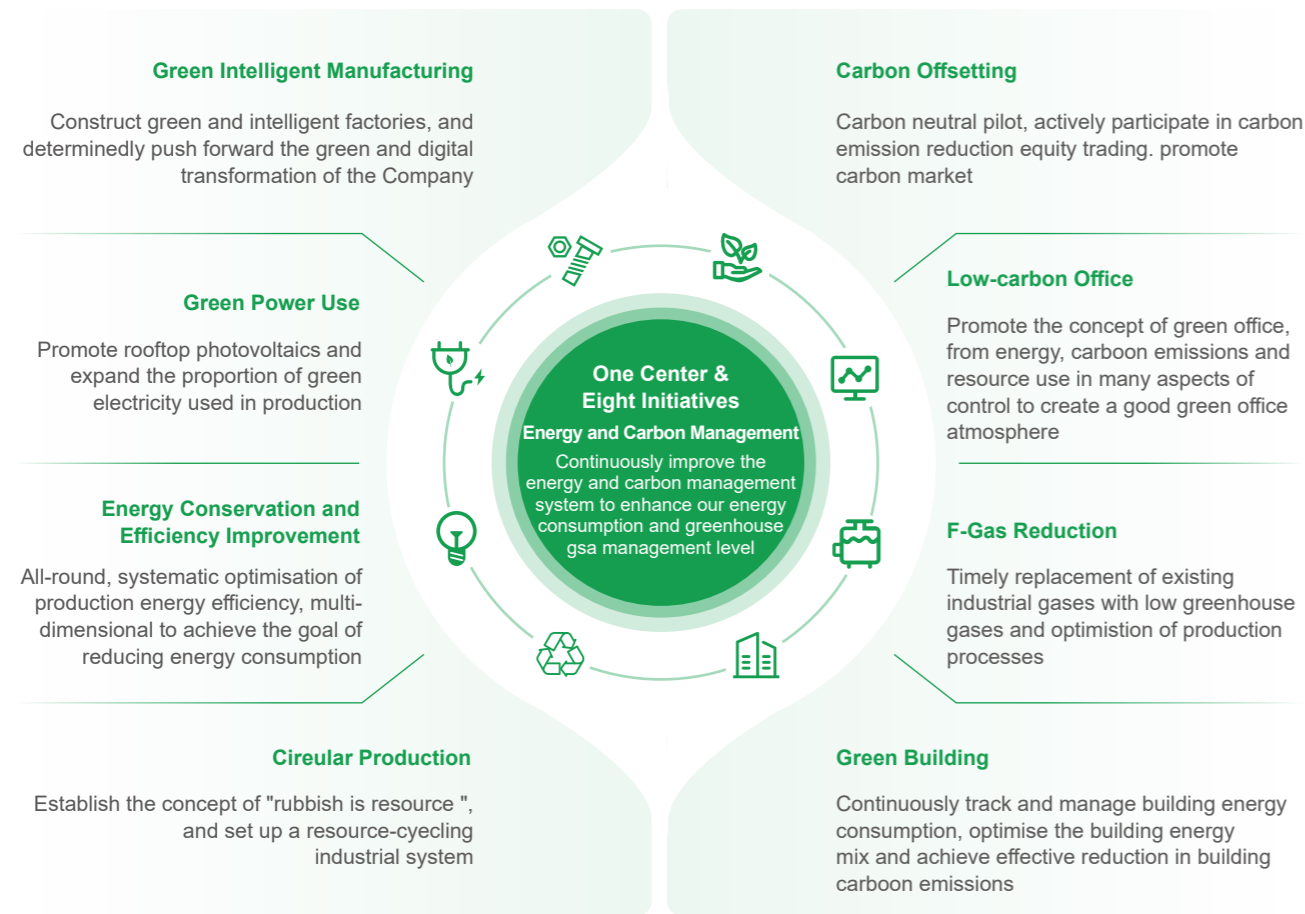 Green Intelligent Manufacturing
Construct green and intelligent factories, and
determinedly push forward the green and digital
transformation of the Company
Green Power Use
Promote rooftop photovoltaics and
expand the proportion of green
electricity used in production
Energy Conservation and
Efficiency Improvement
All-round, systematic optimisation of
production energy efficiency, multi-
dimensional to achieve the goal of
reducing energy consumption
Cireular Production
Establish the concept of "rubbish is resource ",
and set up a resource-cyecling
industrial system
One Center &
Eight Initiatives
Energy and Carbon Management
Continuously improve the
energy and carbon management
system to enhance our energy
consumption and greenhouse
gsa management level
Carbon Offsetting
Carbon neutral pilot, actively participate in carbon
emission reduction equity trading. promote
carbon market
Low-carbon Office
Promote the concept of green office,
from energy, carboon emissions and
resource use in many aspects of
control to create a good green office
atmosphere
F-Gas Reduction
Timely replacement of existing
industrial gases with low greenhouse
gases and optimistion of production
processes
Green Building
Continuously track and manage building energy
consumption, optimise the building energy
mix and achieve effective reduction in building
carboon emissions